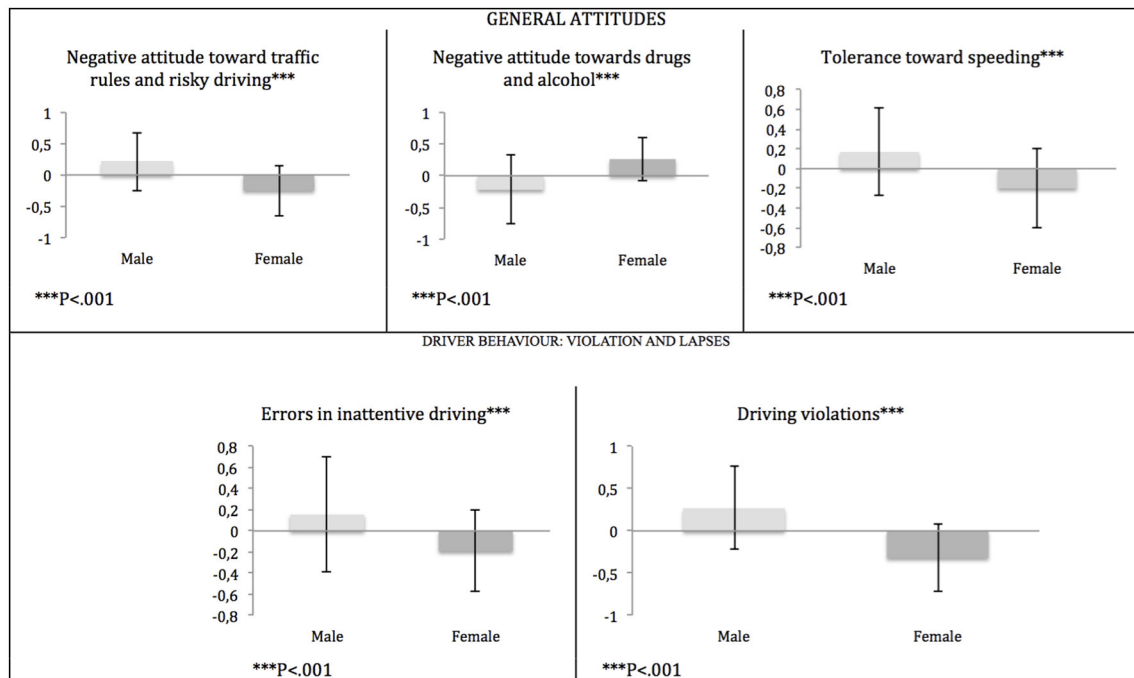 GENERAL ATTITUDES
Negative attitude toward traffic
rules and risky driving***
1
0,5
0
-0,5
-1
Male Female
***P<.001
Negative attitude towards drugs
and alcohol***
1
0,5
0
-0,5
-1
Male Female
***P<.001
Tolerance toward speeding***
0,8
0,6
0,4
0,2
0
-0,2
-0,4
-0,6
-0,8
Male Female
***P<.001
DRIVER BEHAVIOUR: VIOLATION AND LAPSES
Errors in inattentive driving***
0,8
0,6
0,4
0,2
0
-0,2
-0,4
-0,6
-0,8
Male Female
***P<.001
Driving violations***
1
0,5
0
-0,5
-1
Male Female
***P<.001